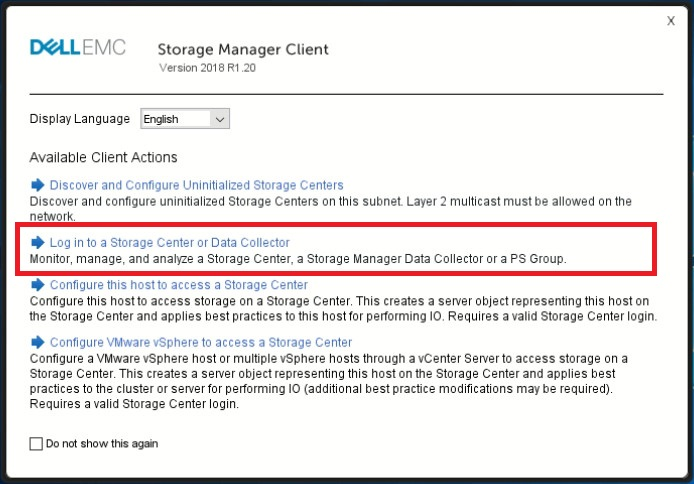 X
DELLEMC Storage Manager Client
Version 2018 R1.20
Display Language English
Available Client Actions
Discover and Configure Uninitialized Storage Centers
Discover and configure uninitialized Storage Centers on this subnet. Layer 2 multicast must be allowed on the
network.
Log in to a Storage Center or Data Collector
Monitor, manage, and analyze a Storage Center, a Storage Manager Data Collector or a PS Group.
Configure this host to access a Storage Center
Configure this host to access storage on a Storage Center. This creates a server object representing this host on
the Storage Center and applies best practices to this host for performing IO. Requires a valid Storage Center login.
Configure VMware vSphere to access a Storage Center
Configure a VMware vSphere host or multiple vSphere hosts through a vCenter Server to access storage on a
Storage Center. This creates a server object representing this host on the Storage Center and applies best
practices to the cluster or server for performing IO (additional best practice modifications may be required).
Requires a valid Storage Center login.
Do not show this again